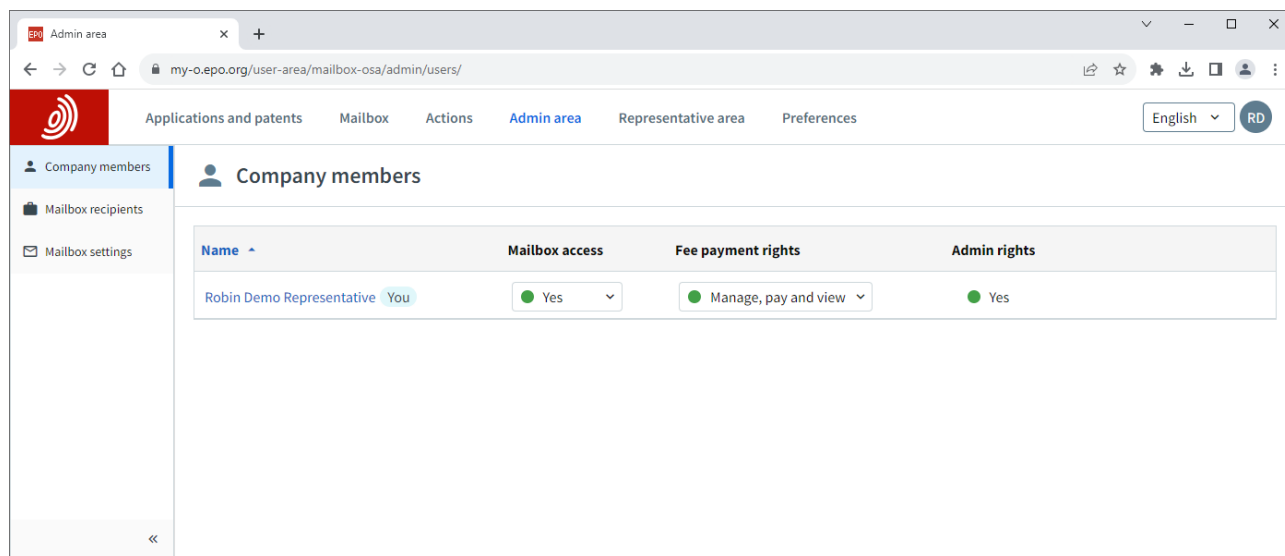 EPO Admin area
my-o.epo.org/user-area/mailbox-osa/admin/users/
Applications and patents Mailbox Actions Admin area Representative area Preferences English RD
Company members
Mailbox recipients
Mailbox settings
Company members
Name Mailbox access Fee payment rights Admin rights
Robin Demo Representative You Yes Manage, pay and view Yes